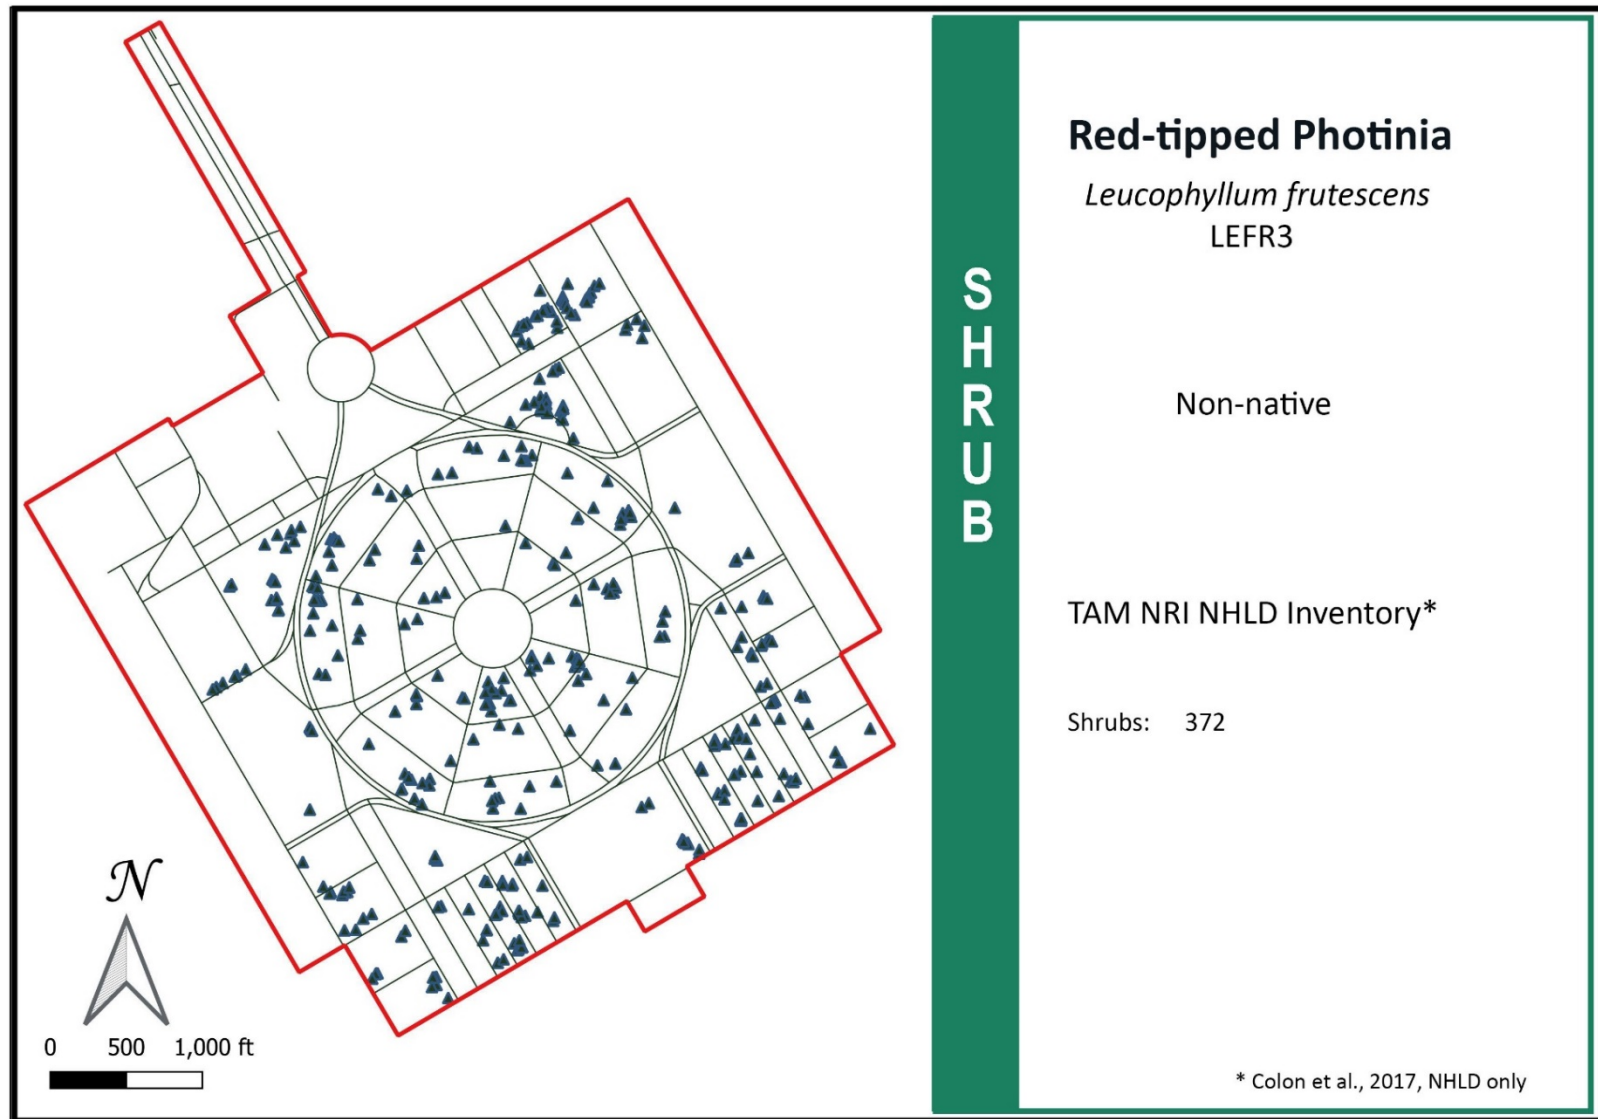 Red-tipped Photinia
Leucophyllum frutescens
LEFR3
SHRUB
Non-native
TAM NRI NHLD Inventory*
Shrubs: 372
N
0 500 1,000 ft
* Colon et al., 2017, NHLD only